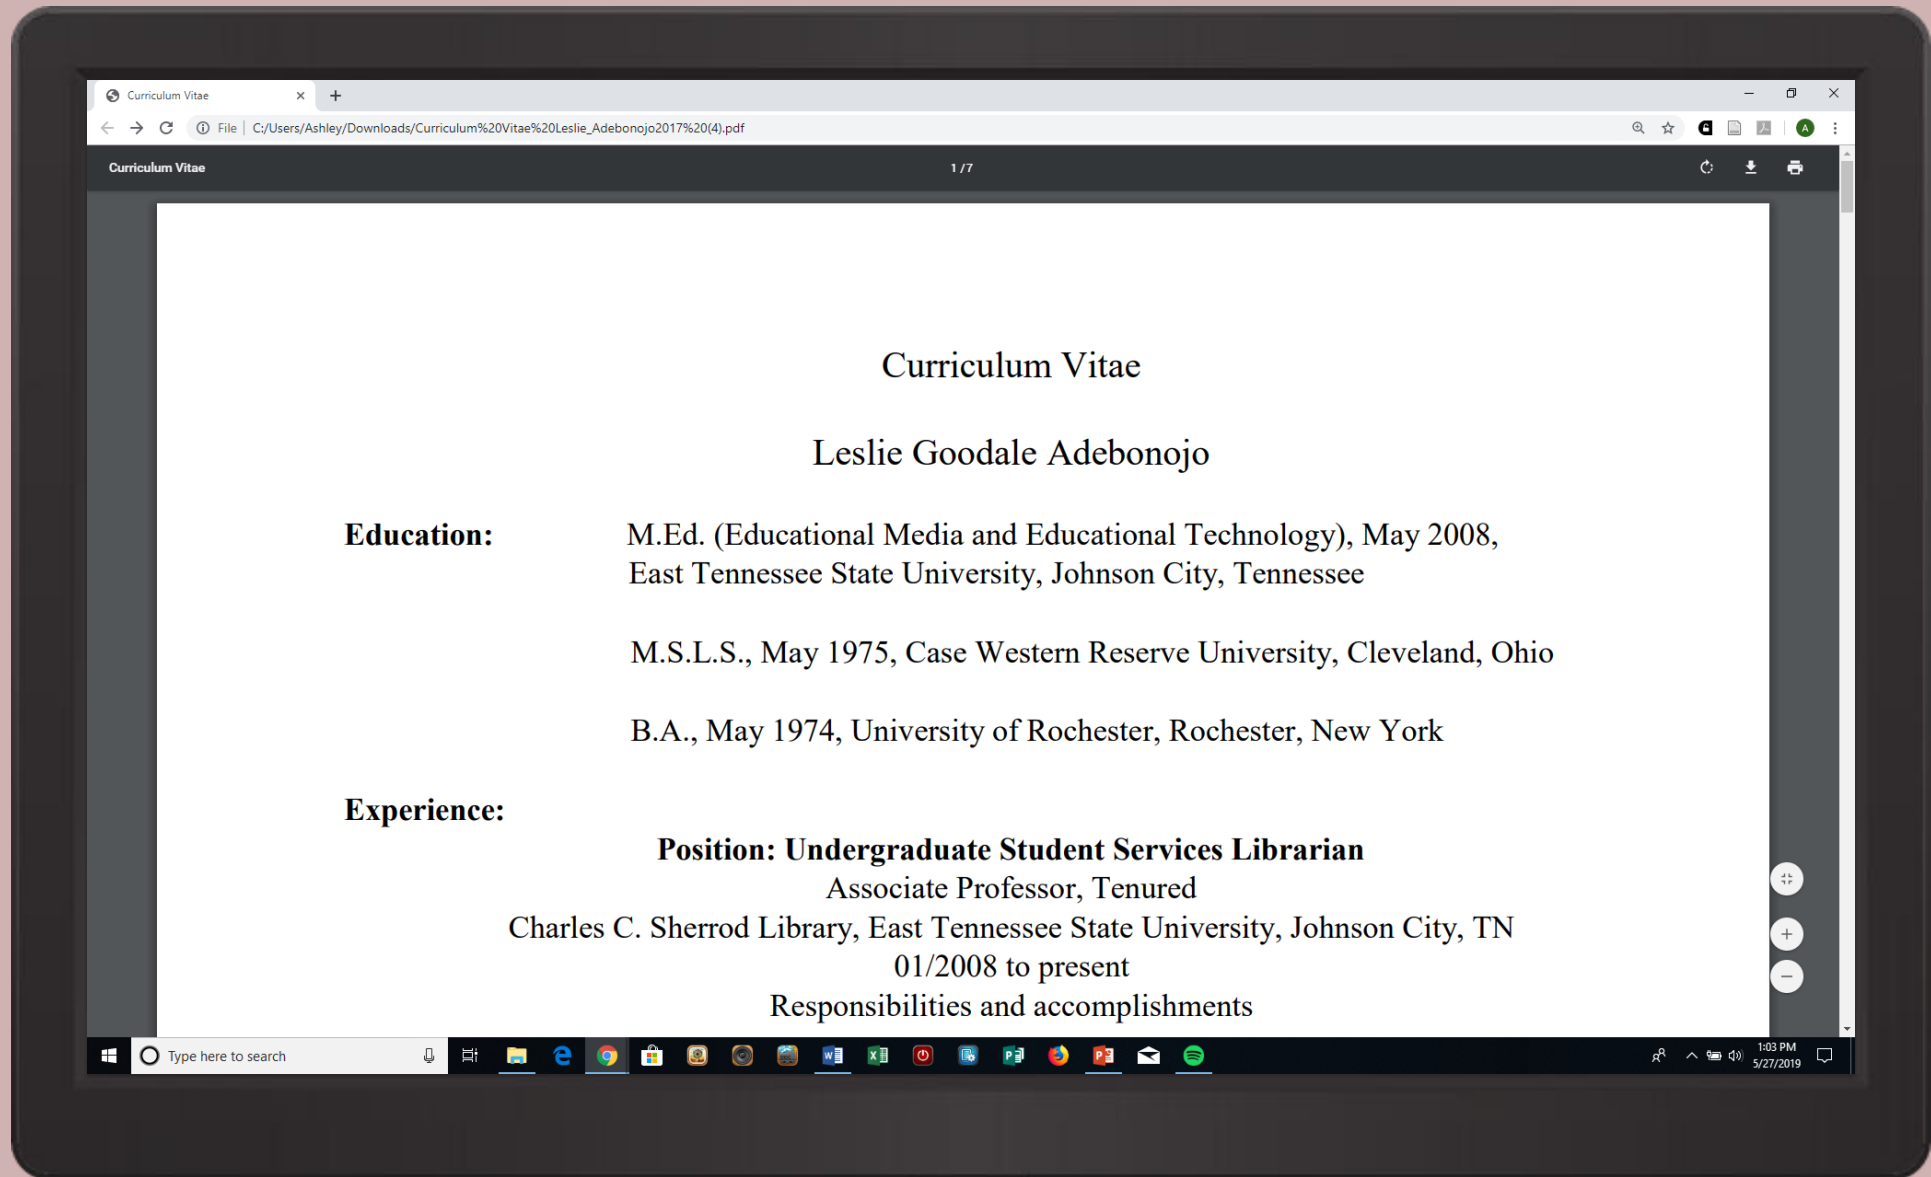 Curriculum Vitae
File | C:/Users/Ashley/Downloads/Curriculum%20Vitae%20Leslie_Adebonojo2017%20(4).pdf
A
Curriculum Vitae
1 / 7
Curriculum Vitae
Leslie Goodale Adebonojo
Education: M.Ed. (Educational Media and Educational Technology), May 2008,
East Tennessee State University, Johnson City, Tennessee
M.S.L.S., May 1975, Case Western Reserve University, Cleveland, Ohio
B.A., May 1974, University of Rochester, Rochester, New York
Experience:
Position: Undergraduate Student Services Librarian
Associate Professor, Tenured
Charles C. Sherrod Library, East Tennessee State University, Johnson City, TN
01/2008 to present
Responsibilities and accomplishments
Type here to search
1:03 PM
5/27/2019